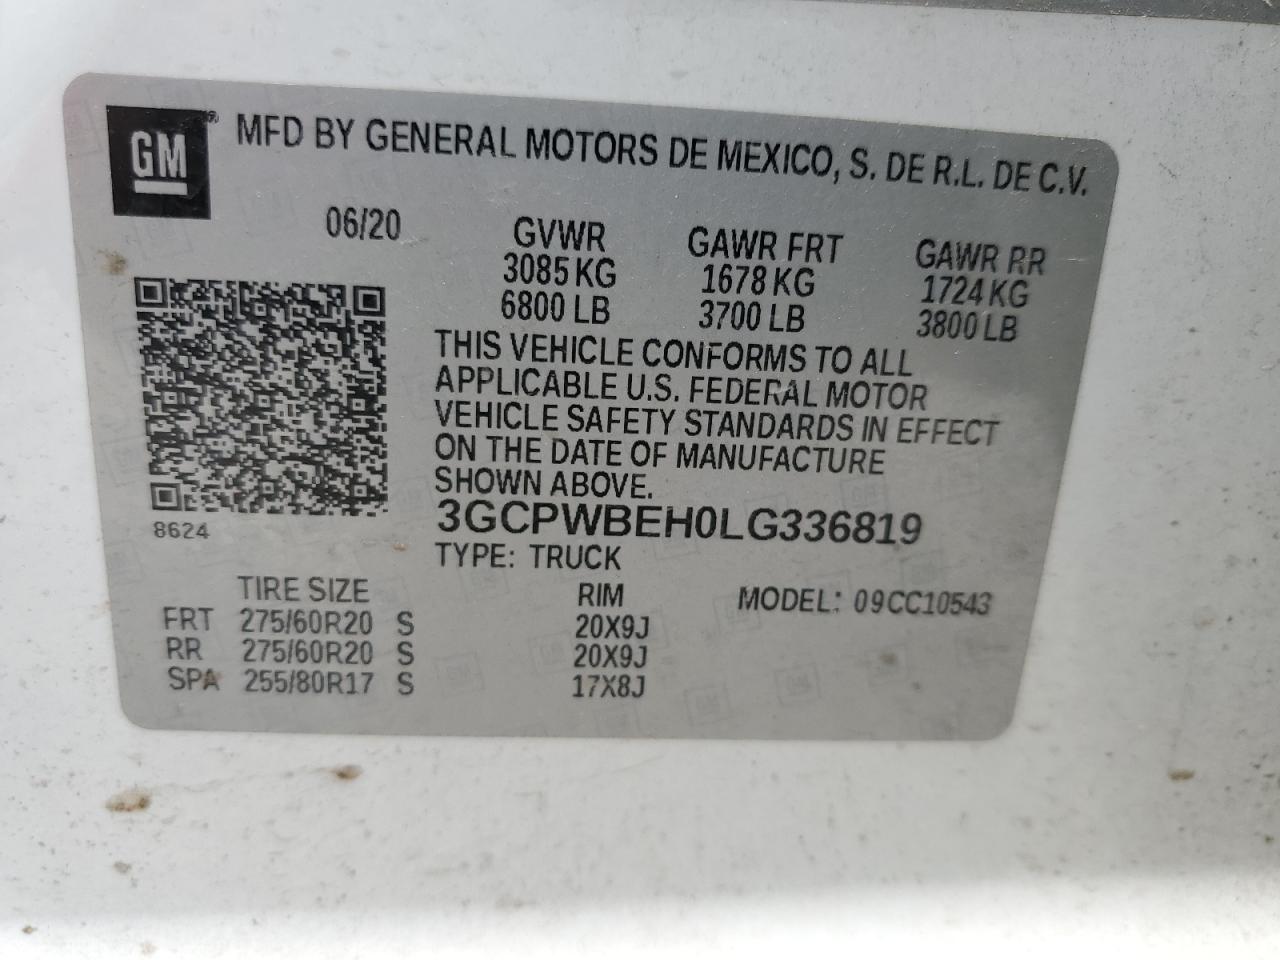 GM
MFD BY GENERAL MOTORS DE MEXICO, S. DE R.L. DE C.V.
06/20
GVWR
3085 KG
6800 LB
GAWR FRT
1678 KG
3700 LB
GAWR RR
1724 KG
3800 LB
THIS VEHICLE CONFORMS TO ALL
APPLICABLE U.S. FEDERAL MOTOR
VEHICLE SAFETY STANDARDS IN EFFECT
ON THE DATE OF MANUFACTURE
SHOWN ABOVE.
8624
3GCPWBEH0LG336819
TYPE: TRUCK
TIRE SIZE RIM MODEL: 09CC10543
FRT 275/60R20 S 20X9J
RR 275/60R20 S 20X9J
SPA 255/80R17 S 17X8J